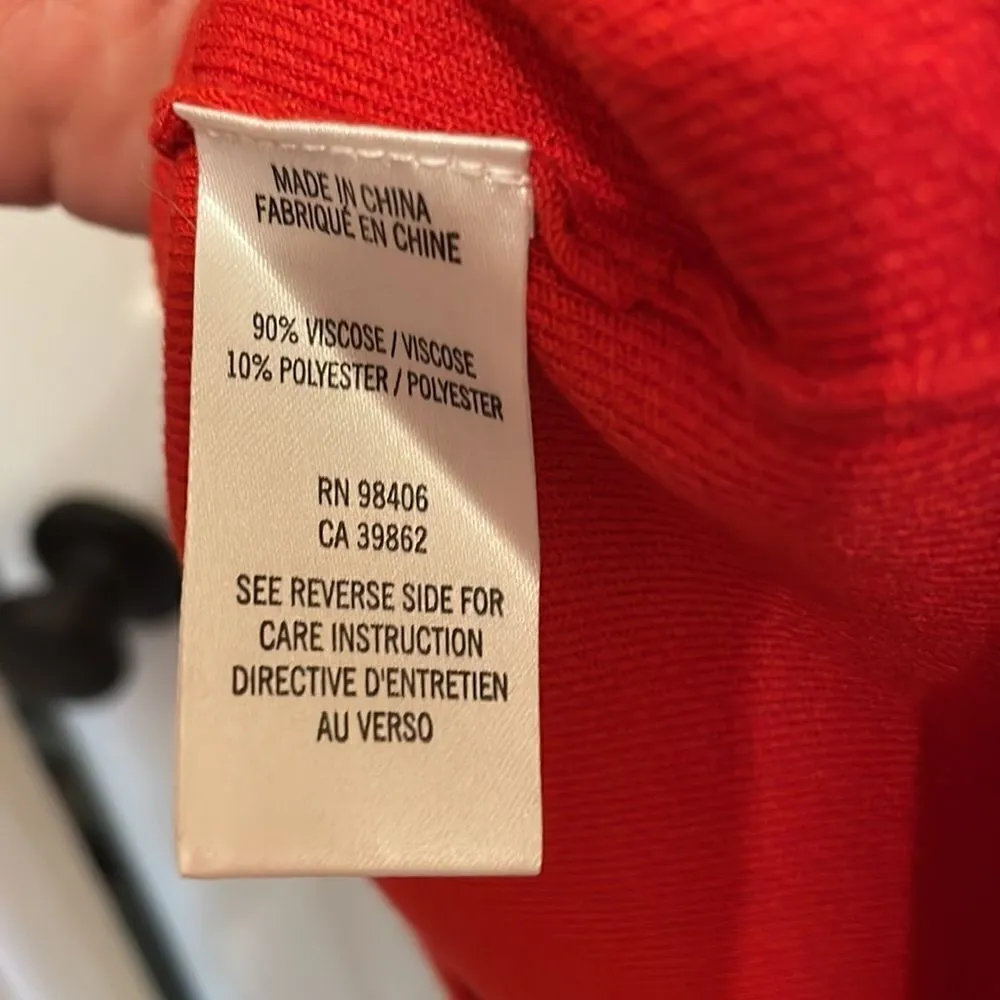 MADE IN CHINA
FABRIQUÉ EN CHINE
90% VISCOSE / VISCOSE
10% POLYESTER / POLYESTER
RN 98406
CA 39862
SEE REVERSE SIDE FOR
CARE INSTRUCTION
DIRECTIVE D'ENTRETIEN
AU VERSO